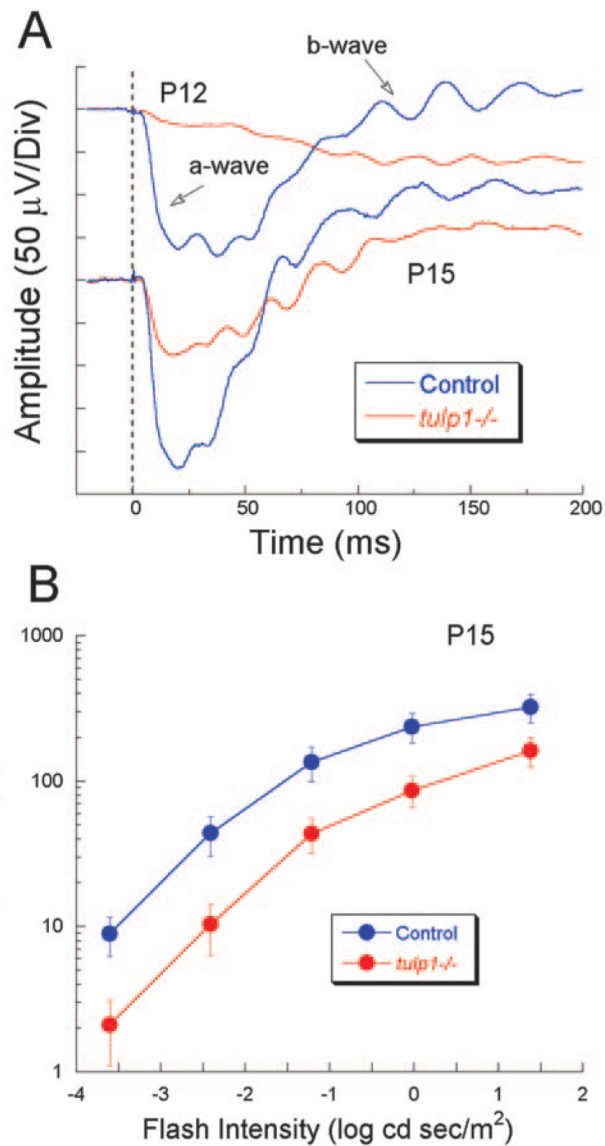 A
b-wave
P12
a-wave
P15
Amplitude (50 μV/Div)
Control
tulp1-/-
0
50
100
150
200
Time (ms)
B
P15
1000
100
10
1
Control
tulp1-/-
-4
-3
-2
-1
0
1
2
Flash Intensity (log cd sec/m²)